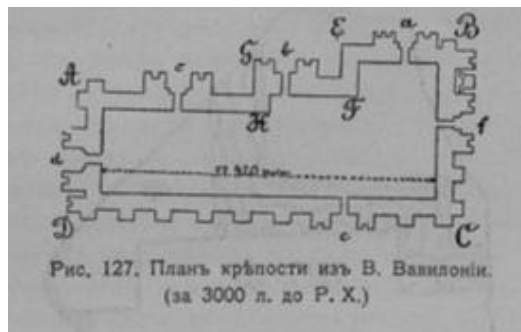 E a B
A c G b
H F f
d
D e C
Рис. 127. Планъ крѣпости изъ В. Вавилоніи.
(за 3000 л. до Р. Х.)